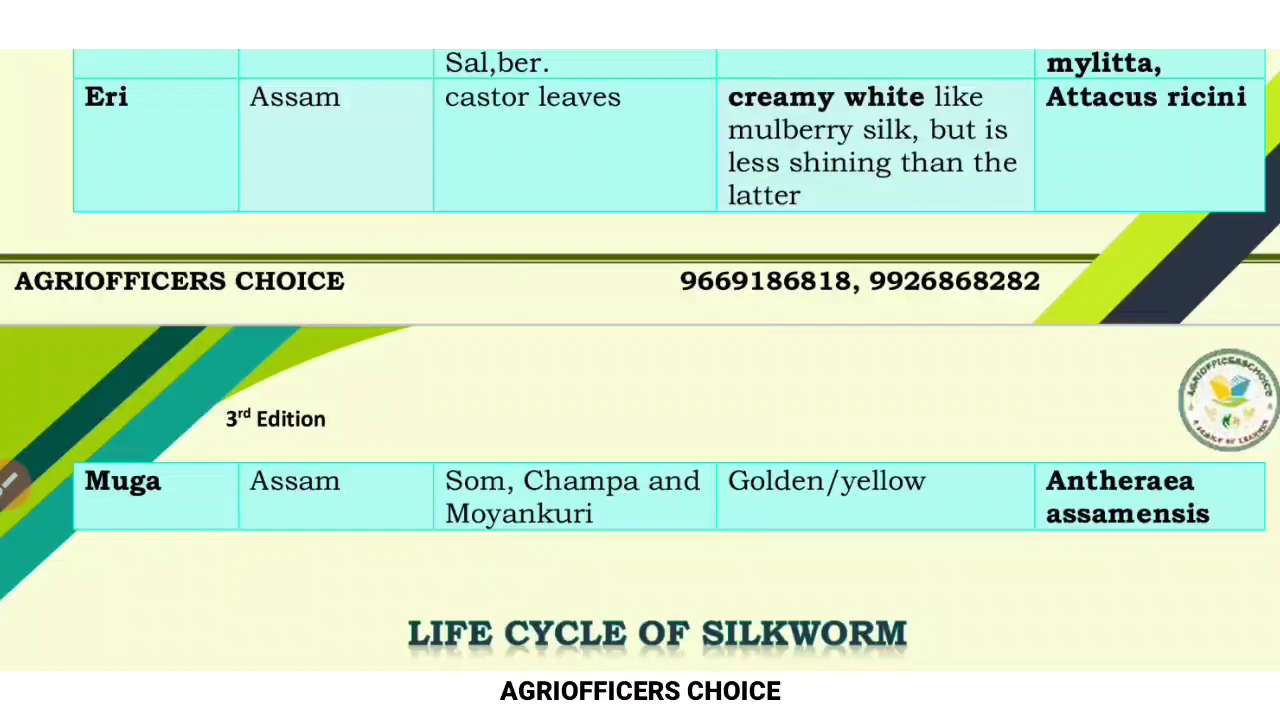 Sal,ber.
mylitta,
Eri
Assam
castor leaves
creamy white like
mulberry silk, but is
less shining than the
latter
Attacus ricini
AGRIOFFICERS CHOICE
9669186818, 9926868282
3rd Edition
AGRIOFFICERSCHOICE
Muga
Assam
Som, Champa and
Moyankuri
Golden/yellow
Antheraea
assamensis
LIFE CYCLE OF SILKWORM
AGRIOFFICERS CHOICE